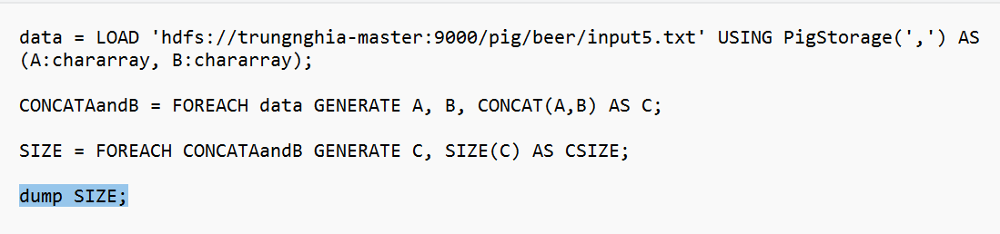 data = LOAD 'hdfs://trungnghia-master:9000/pig/beer/input5.txt' USING PigStorage(',') AS
(A:chararray, B:chararray);
CONCATAandB = FOREACH data GENERATE A, B, CONCAT(A,B) AS C;
SIZE = FOREACH CONCATAandB GENERATE C, SIZE(C) AS CSIZE;
dump SIZE;